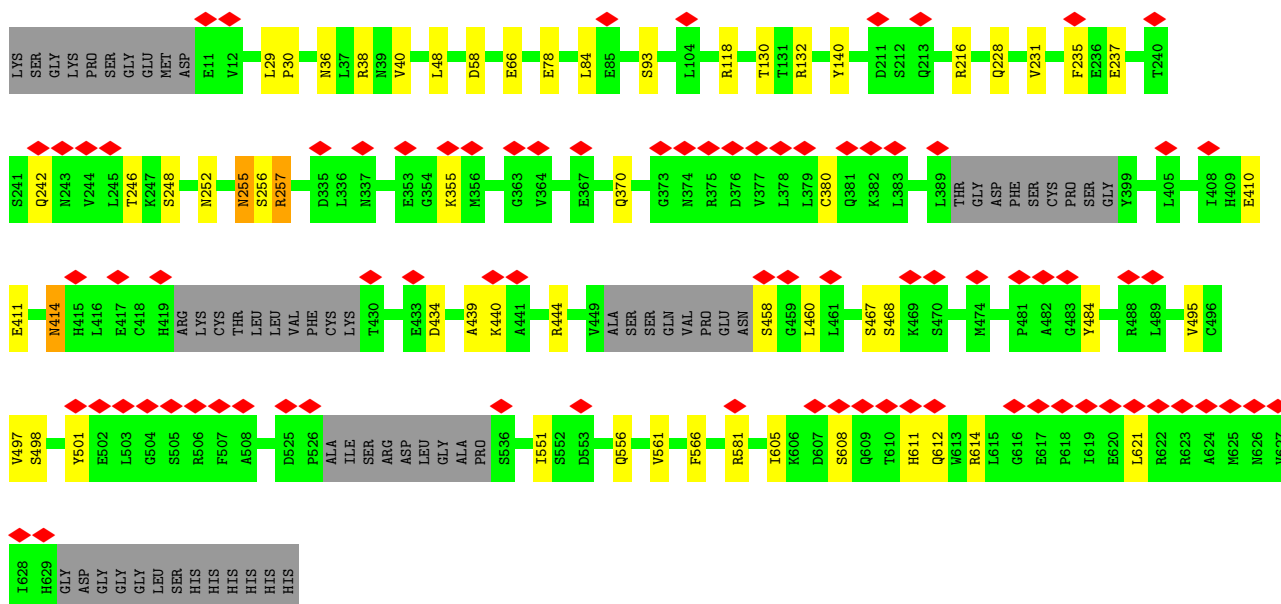 LYS SER GLY LYS PRO SER GLY GLU MET ASP E11 V12 L29 P30 N36 L37 R38 N39 V40 L48 D58 E66 E78 L84 E85 S93 L104 R118 T130 T131 R132 Y140 D211 S212 Q213 R216 Q228 V231 F235 E236 E237 T240
S241 Q242 N243 V244 L245 T246 K247 S248 N252 N255 S256 R257 D335 L336 N337 E353 G354 K355 M356 G363 V364 E367 Q370 G373 N374 R375 D376 V377 L378 L379 C380 Q381 K382 L383 L389 THR GLY ASP PHE SER CYS PRO SER GLY Y399 L405 I408 H409 E410
E411 N414 H415 L416 E417 C418 H419 ARG LYS CYS THR LEU LEU VAL PHE CYS LYS T430 E433 D434 A439 K440 A441 R444 V449 ALA SER SER GLN VAL PRO GLU ASN S458 G459 L460 L461 S467 S468 K469 S470 M474 P481 A482 G483 Y484 R488 L489 V495 C496
V497 S498 Y501 E502 L503 G504 S505 R506 F507 A508 D525 P526 ALA ILE SER ARG ASP LEU GLY ALA PRO S536 I551 S552 D553 Q556 V561 F566 R581 I605 K606 D607 S608 Q609 T610 H611 Q612 W613 R614 L615 G616 E617 P618 I619 E620 L621 R622 R623 A624 M625 N626
I628 H629 GLY ASP GLY GLY GLY LEU SER HIS HIS HIS HIS HIS HIS